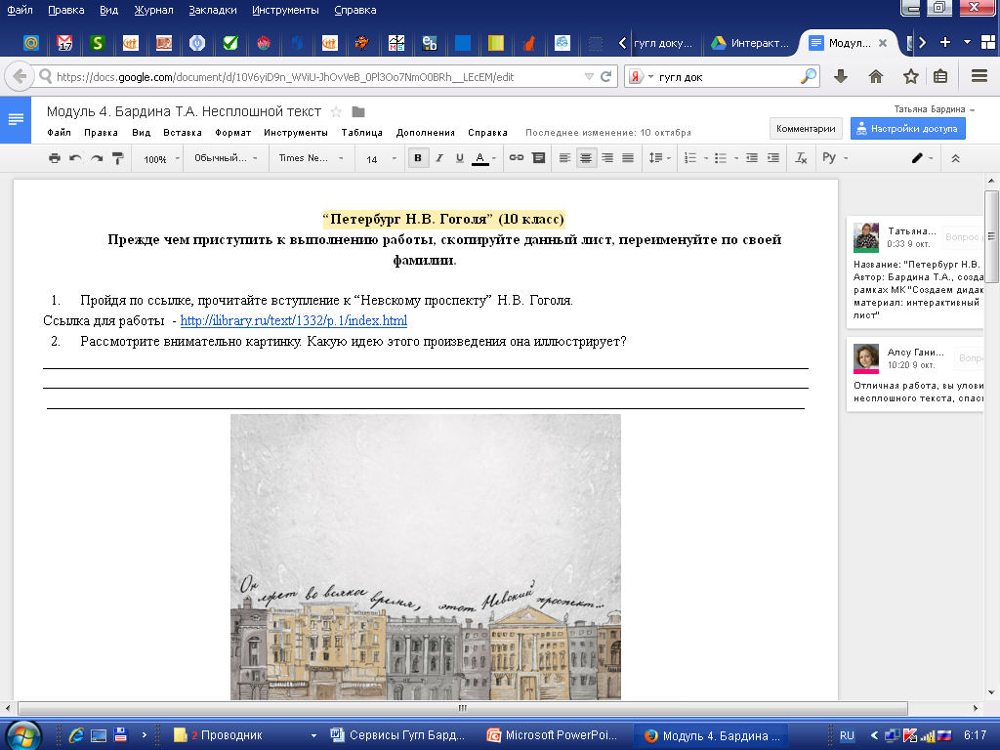 Файл Правка Вид Журнал Закладки Инструменты Справка
17
гугл доку...
Интеракт...
Модул...
https://docs.google.com/document/d/10V6yiD9n_WViU-JhOvVeB_0Pl3Oo7NmO0BRh__LEcEM/edit
Я гугл док
Модуль 4. Бардина Т.А. Несплошной текст
Татьяна Бардина
Файл Правка Вид Вставка Формат Инструменты Таблица Дополнения Справка Последнее изменение: 10 октября
Комментарии
Настройки доступа
100% Обычный... Times Ne... 14 B I U A Ру
“Петербург Н.В. Гоголя” (10 класс)
Прежде чем приступить к выполнению работы, скопируйте данный лист, переименуйте по своей
фамилии.
1. Пройдя по ссылке, прочитайте вступление к “Невскому проспекту” Н.В. Гоголя.
Ссылка для работы - http://ilibrary.ru/text/1332/p.1/index.html
2. Рассмотрите внимательно картинку. Какую идею этого произведения она иллюстрирует?
Он лжет во всякое время, этот Невский проспект...
Татьяна...
0:33 9 окт.
Вопрос р
Название: "Петербург Н.В.
Автор: Бардина Т.А., созда
рамках МК "Создаем дидак
материал: интерактивный
лист"
Алсу Гани...
10:20 9 окт.
Вопр
Отличная работа, вы улови
несплошного текста, спас
2 Проводник
Сервисы Гугл Бард...
Microsoft PowerPoi...
Модуль 4. Бардина ...
RU
6:17